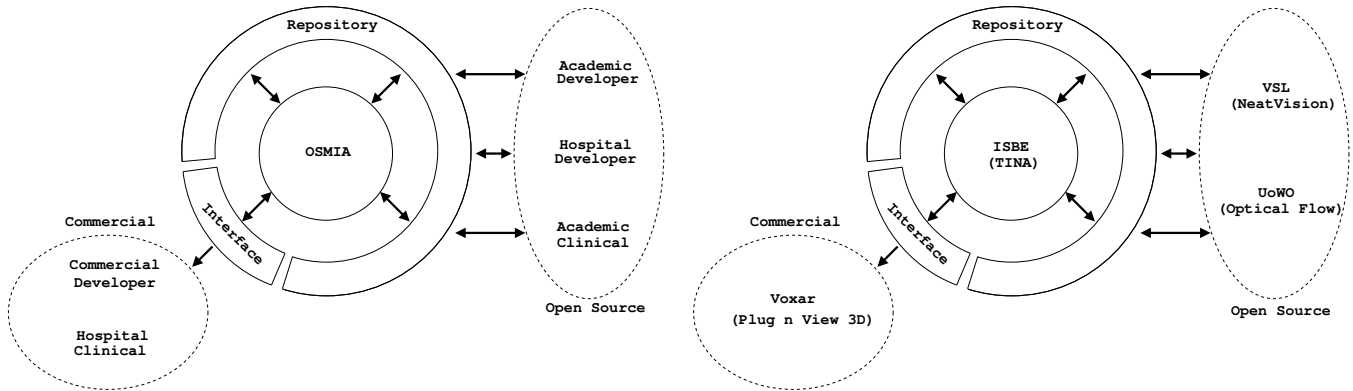 Repository
Academic
Developer
OSMIA
Hospital
Developer
Interface
Academic
Clinical
Commercial
Commercial
Developer
Hospital
Clinical
Open Source
Repository
VSL
(NeatVision)
ISBE
(TINA)
UoWO
(Optical Flow)
Interface
Commercial
Voxar
(Plug n View 3D)
Open Source